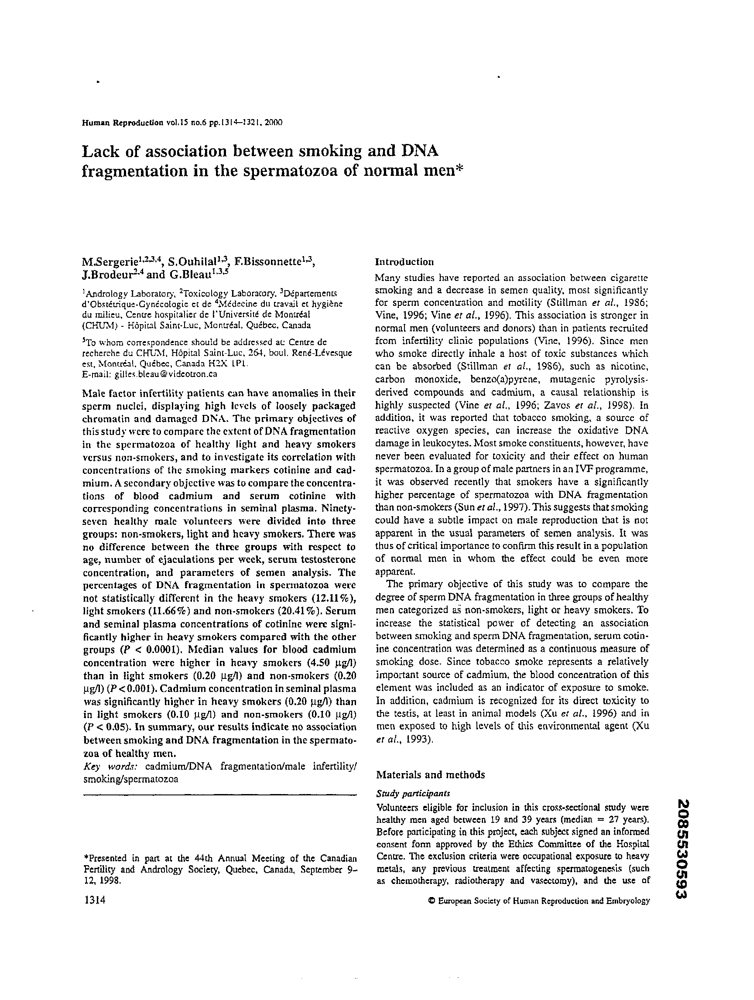 Human Reproduction vol.15 no.6 pp.1314–1321, 2000
Lack of association between smoking and DNA
fragmentation in the spermatozoa of normal men*
M.Sergerie1,2,3,4, S.Ouhilal1,3, F.Bissonnette1,3,
J.Brodeur2,4 and G.Bleau1,3,5
1Andrology Laboratory, 2Toxicology Laboratory, 3Départements
d'Obstétrique-Gynécologie et de 4Médecine du travail et hygiène
du milieu, Centre hospitalier de l'Université de Montréal
(CHUM) - Hôpital Saint-Luc, Montréal, Québec, Canada
5To whom correspondence should be addressed at: Centre de
recherche du CHUM, Hôpital Saint-Luc, 264, boul. René-Lévesque
est, Montréal, Québec, Canada H2X 1P1.
E-mail: gilles.bleau@videotron.ca
Male factor infertility patients can have anomalies in their
sperm nuclei, displaying high levels of loosely packaged
chromatin and damaged DNA. The primary objectives of
this study were to compare the extent of DNA fragmentation
in the spermatozoa of healthy light and heavy smokers
versus non-smokers, and to investigate its correlation with
concentrations of the smoking markers cotinine and cad-
mium. A secondary objective was to compare the concentra-
tions of blood cadmium and serum cotinine with
corresponding concentrations in seminal plasma. Ninety-
seven healthy male volunteers were divided into three
groups: non-smokers, light and heavy smokers. There was
no difference between the three groups with respect to
age, number of ejaculations per week, serum testosterone
concentration, and parameters of semen analysis. The
percentages of DNA fragmentation in spermatozoa were
not statistically different in the heavy smokers (12.11%),
light smokers (11.66%) and non-smokers (20.41%). Serum
and seminal plasma concentrations of cotinine were signi-
ficantly higher in heavy smokers compared with the other
groups (P < 0.0001). Median values for blood cadmium
concentration were higher in heavy smokers (4.50 µg/l)
than in light smokers (0.20 µg/l) and non-smokers (0.20
µg/l) (P < 0.001). Cadmium concentration in seminal plasma
was significantly higher in heavy smokers (0.20 µg/l) than
in light smokers (0.10 µg/l) and non-smokers (0.10 µg/l)
(P < 0.05). In summary, our results indicate no association
between smoking and DNA fragmentation in the spermato-
zoa of healthy men.
Key words: cadmium/DNA fragmentation/male infertility/
smoking/spermatozoa
*Presented in part at the 44th Annual Meeting of the Canadian
Fertility and Andrology Society, Quebec, Canada, September 9–
12, 1998.
1314
Introduction
Many studies have reported an association between cigarette
smoking and a decrease in semen quality, most significantly
for sperm concentration and motility (Stillman et al., 1986;
Vine, 1996; Vine et al., 1996). This association is stronger in
normal men (volunteers and donors) than in patients recruited
from infertility clinic populations (Vine, 1996). Since men
who smoke directly inhale a host of toxic substances which
can be absorbed (Stillman et al., 1986), such as nicotine,
carbon monoxide, benzo(a)pyrene, mutagenic pyrolysis-
derived compounds and cadmium, a causal relationship is
highly suspected (Vine et al., 1996; Zavos et al., 1998). In
addition, it was reported that tobacco smoking, a source of
reactive oxygen species, can increase the oxidative DNA
damage in leukocytes. Most smoke constituents, however, have
never been evaluated for toxicity and their effect on human
spermatozoa. In a group of male partners in an IVF programme,
it was observed recently that smokers have a significantly
higher percentage of spermatozoa with DNA fragmentation
than non-smokers (Sun et al., 1997). This suggests that smoking
could have a subtle impact on male reproduction that is not
apparent in the usual parameters of semen analysis. It was
thus of critical importance to confirm this result in a population
of normal men in whom the effect could be even more
apparent.
The primary objective of this study was to compare the
degree of sperm DNA fragmentation in three groups of healthy
men categorized as non-smokers, light or heavy smokers. To
increase the statistical power of detecting an association
between smoking and sperm DNA fragmentation, serum cotin-
ine concentration was determined as a continuous measure of
smoking dose. Since tobacco smoke represents a relatively
important source of cadmium, the blood concentration of this
element was included as an indicator of exposure to smoke.
In addition, cadmium is recognized for its direct toxicity to
the testis, at least in animal models (Xu et al., 1996) and in
men exposed to high levels of this environmental agent (Xu
et al., 1993).
Materials and methods
Study participants
Volunteers eligible for inclusion in this cross-sectional study were
healthy men aged between 19 and 39 years (median = 27 years).
Before participating in this project, each subject signed an informed
consent form approved by the Ethics Committee of the Hospital
Centre. The exclusion criteria were occupational exposure to heavy
metals, any previous treatment affecting spermatogenesis (such
as chemotherapy, radiotherapy and vasectomy), and the use of
© European Society of Human Reproduction and Embryology
2085530593